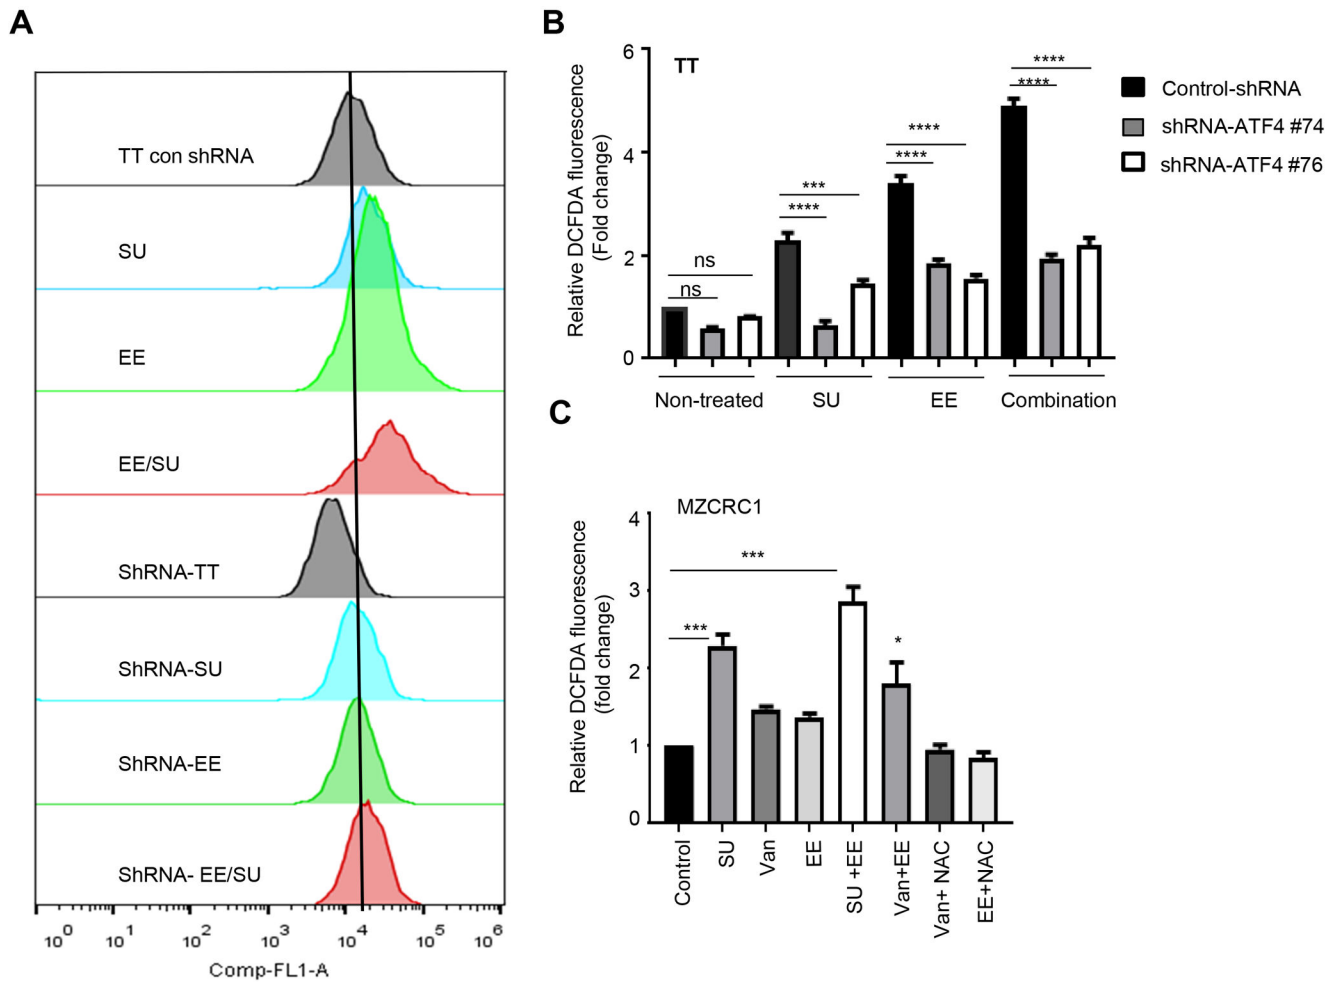 A
TT con shRNA
SU
EE
EE/SU
ShRNA-TT
ShRNA-SU
ShRNA-EE
ShRNA- EE/SU
10^0 10^1 10^2 10^3 10^4 10^5 10^6
Comp-FL1-A
B
TT
Relative DCFDA fluorescence
(Fold change)
6
4
2
0
ns
ns
***
****
****
****
****
****
Non-treated SU EE Combination
Control-shRNA
shRNA-ATF4 #74
shRNA-ATF4 #76
C
MZCRC1
Relative DCFDA fluorescence
(fold change)
4
3
2
1
0
***
***
*
Control
SU
Van
EE
SU +EE
Van+EE
Van+ NAC
EE+NAC